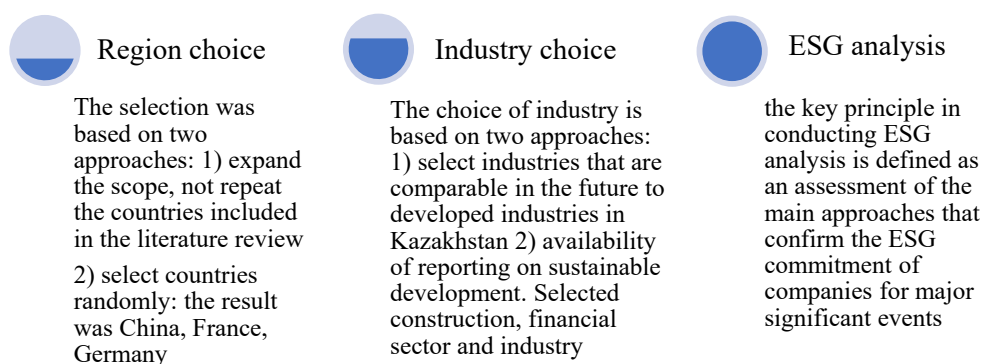 Region choice
The selection was
based on two
approaches: 1) expand
the scope, not repeat
the countries included
in the literature review
2) select countries
randomly: the result
was China, France,
Germany
Industry choice
The choice of industry is
based on two approaches:
1) select industries that are
comparable in the future to
developed industries in
Kazakhstan 2) availability
of reporting on sustainable
development. Selected
construction, financial
sector and industry
ESG analysis
the key principle in
conducting ESG
analysis is defined as
an assessment of the
main approaches that
confirm the ESG
commitment of
companies for major
significant events